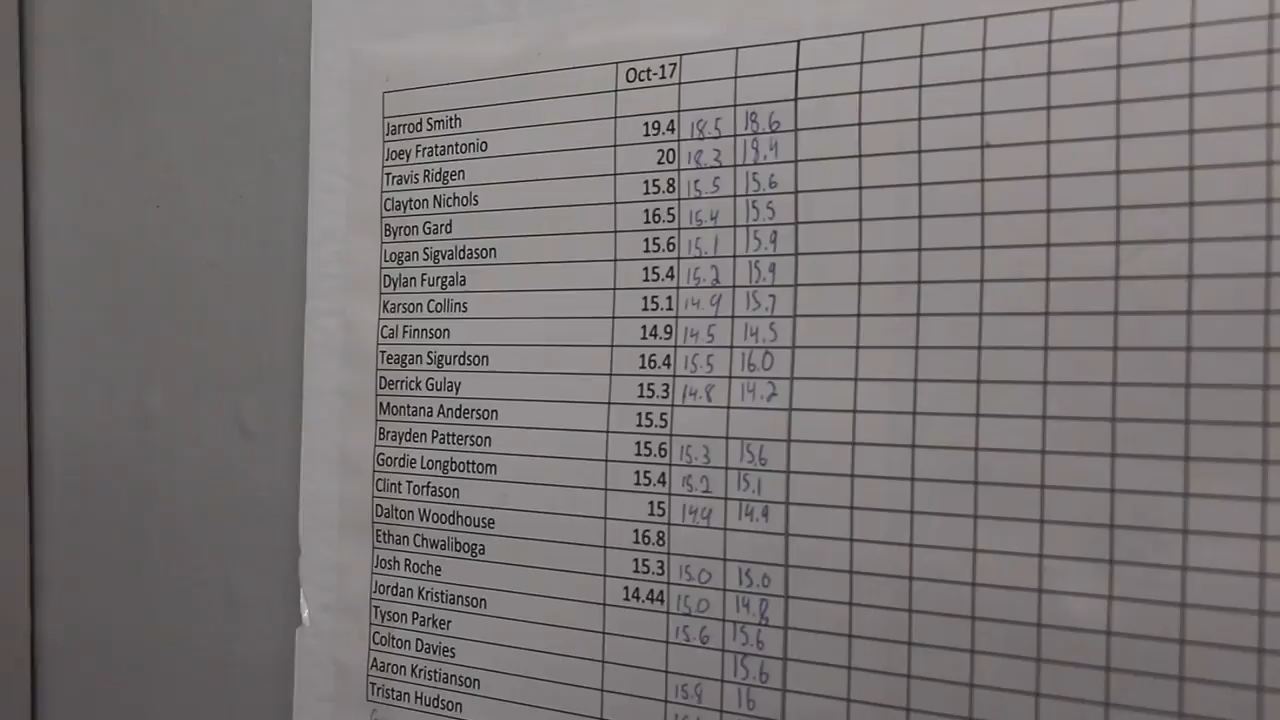 Oct-17
Jarrod Smith
Joey Fratantonio 19.4 18.5 18.6
Travis Ridgen 20 18.3 18.4
Clayton Nichols 15.8 15.5 15.6
Byron Gard 16.5 15.4 15.5
Logan Sigvaldason 15.6 15.1 15.9
Dylan Furgala 15.4 15.2 15.9
Karson Collins 15.1 14.9 15.7
Cal Finnson 14.9 14.5 14.5
Teagan Sigurdson 16.4 15.5 16.0
Derrick Gulay 15.3 14.8 14.2
Montana Anderson 15.5
Brayden Patterson 15.6 15.3 15.6
Gordie Longbottom 15.4 15.2 15.1
Clint Torfason 15 14.9 14.9
Dalton Woodhouse 16.8
Ethan Chwaliboga 15.3 15.0 15.0
Josh Roche 14.44 15.0 14.8
Jordan Kristianson 15.6 15.6
Tyson Parker 15.6
Colton Davies 15.9 16
Aaron Kristianson
Tristan Hudson